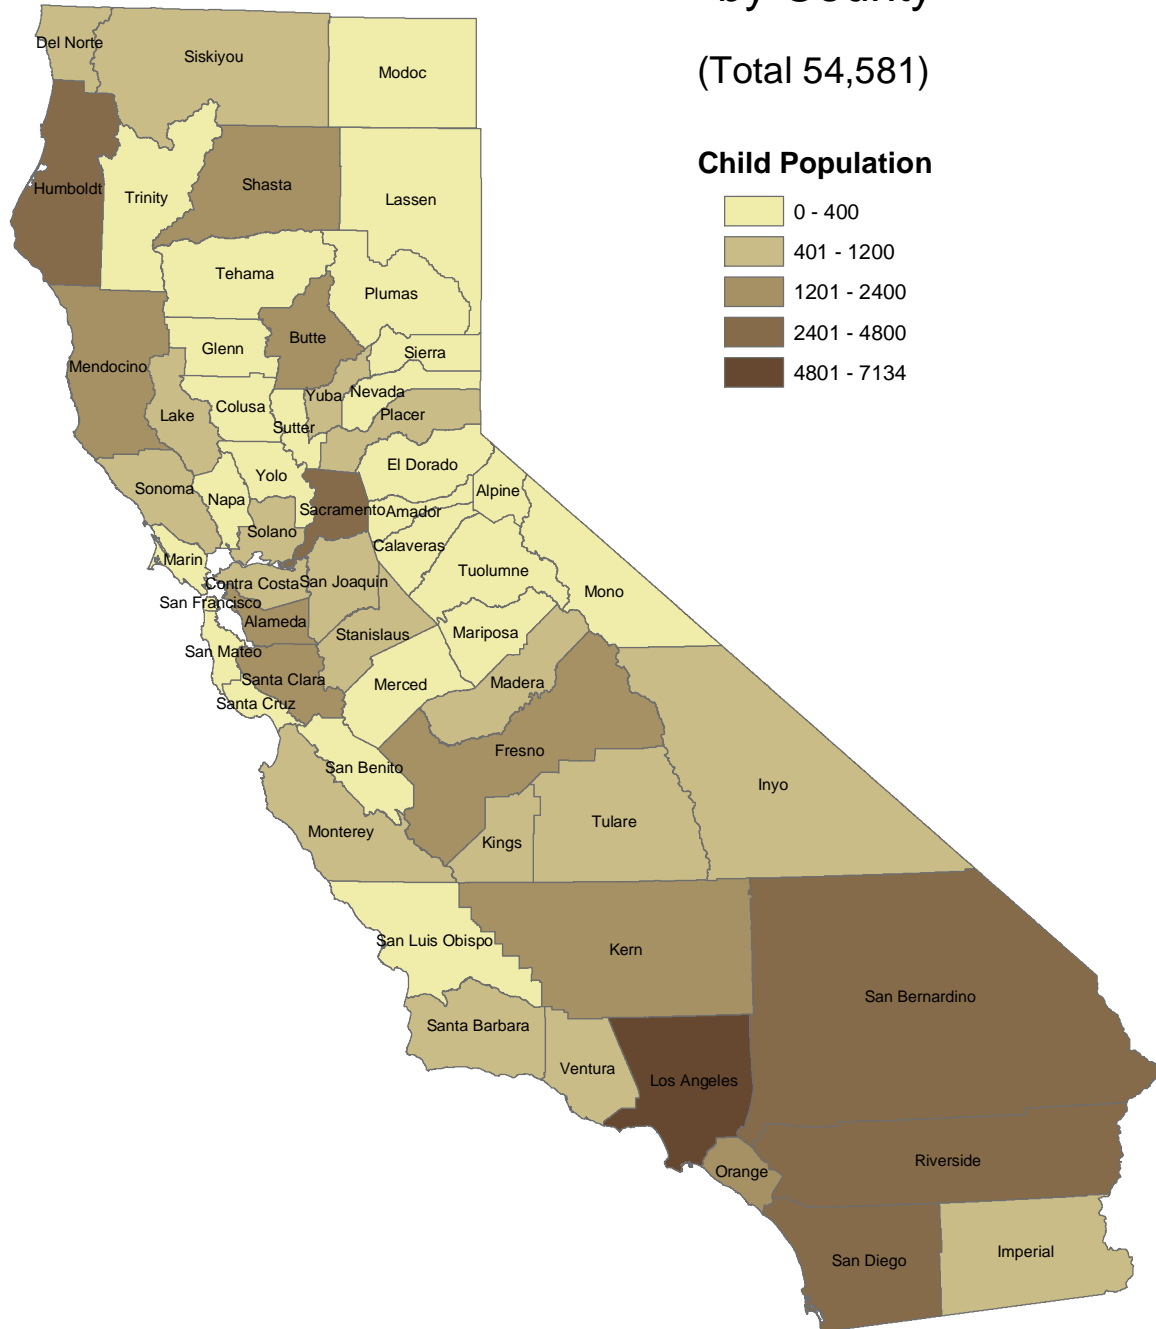 by County
(Total 54,581)
Child Population
0 - 400
401 - 1200
1201 - 2400
2401 - 4800
4801 - 7134
Del Norte
Siskiyou
Modoc
Humboldt
Trinity
Shasta
Lassen
Tehama
Plumas
Mendocino
Glenn
Butte
Sierra
Lake
Colusa
Sutter
Yuba
Nevada
Placer
Sonoma
Napa
Yolo
El Dorado
Alpine
Solano
Sacramento
Amador
Marin
Calaveras
Contra Costa
San Joaquin
Tuolumne
Mono
San Francisco
Alameda
Stanislaus
Mariposa
San Mateo
Santa Clara
Merced
Madera
Santa Cruz
Fresno
San Benito
Inyo
Monterey
Kings
Tulare
San Luis Obispo
Kern
San Bernardino
Santa Barbara
Ventura
Los Angeles
Orange
Riverside
San Diego
Imperial